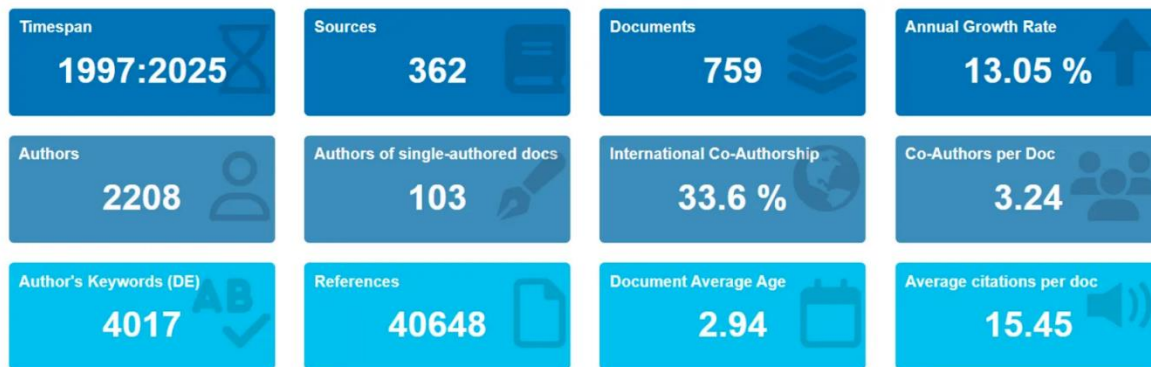 Timespan
1997:2025
Sources
362
Documents
759
Annual Growth Rate
13.05 %
Authors
2208
Authors of single-authored docs
103
International Co-Authorship
33.6 %
Co-Authors per Doc
3.24
Author's Keywords (DE)
4017
AB
References
40648
Document Average Age
2.94
Average citations per doc
15.45